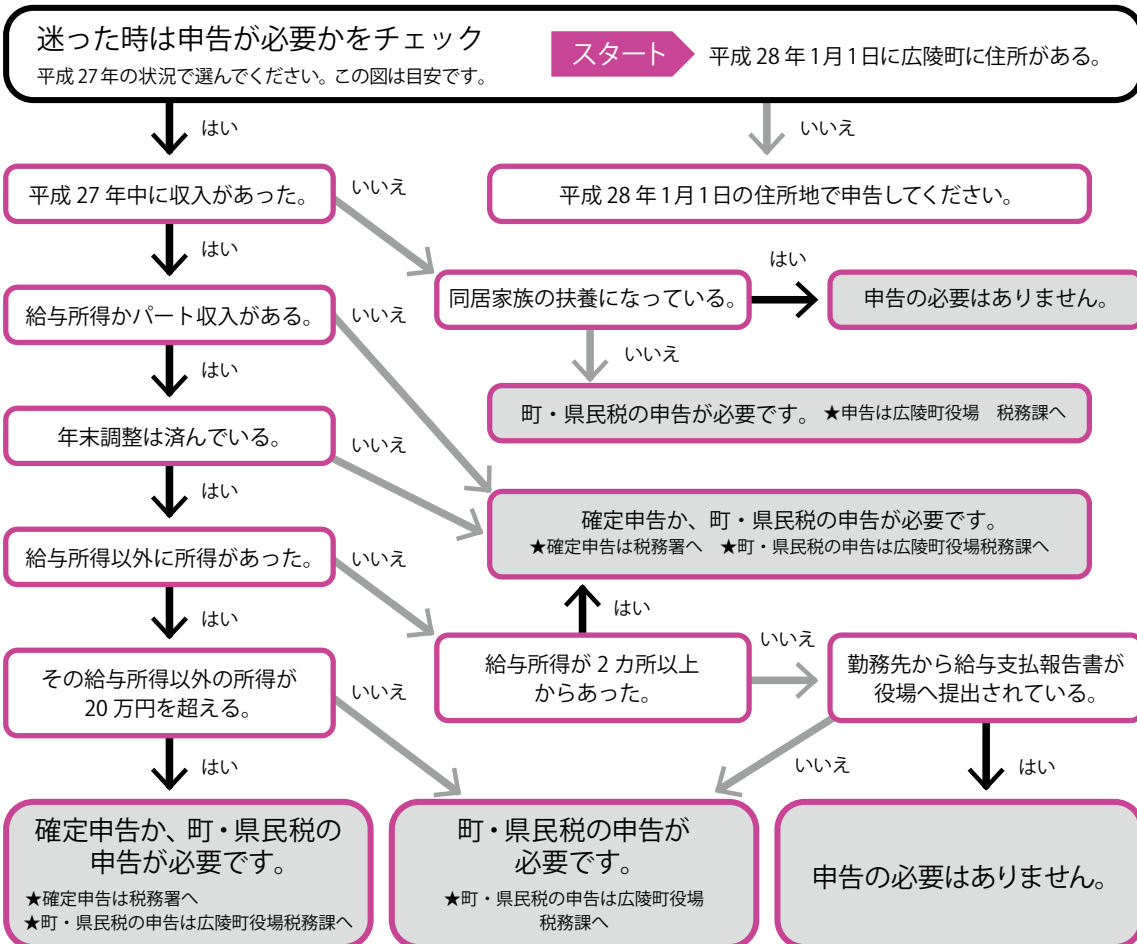 迷った時は申告が必要かをチェック
平成27年の状況で選んでください。この図は目安です。
スタート
平成28年1月1日に広陵町に住所がある。
はい
いいえ
平成27年中に収入があった。
いいえ
平成28年1月1日の住所地で申告してください。
はい
同居家族の扶養になっている。
はい
申告の必要はありません。
給与所得かパート収入がある。
いいえ
はい
いいえ
町・県民税の申告が必要です。 ★申告は広陵町役場 税務課へ
年末調整は済んでいる。
いいえ
はい
確定申告か、町・県民税の申告が必要です。
★確定申告は税務署へ ★町・県民税の申告は広陵町役場税務課へ
給与所得以外に所得があった。
いいえ
はい
はい
給与所得が2カ所以上
からあった。
いいえ
勤務先から給与支払報告書が
役場へ提出されている。
その給与所得以外の所得が
20万円を超える。
いいえ
はい
いいえ
はい
確定申告か、町・県民税の
申告が必要です。
★確定申告は税務署へ
★町・県民税の申告は広陵町役場税務課へ
町・県民税の申告が
必要です。
★町・県民税の申告は広陵町役場
税務課へ
申告の必要はありません。